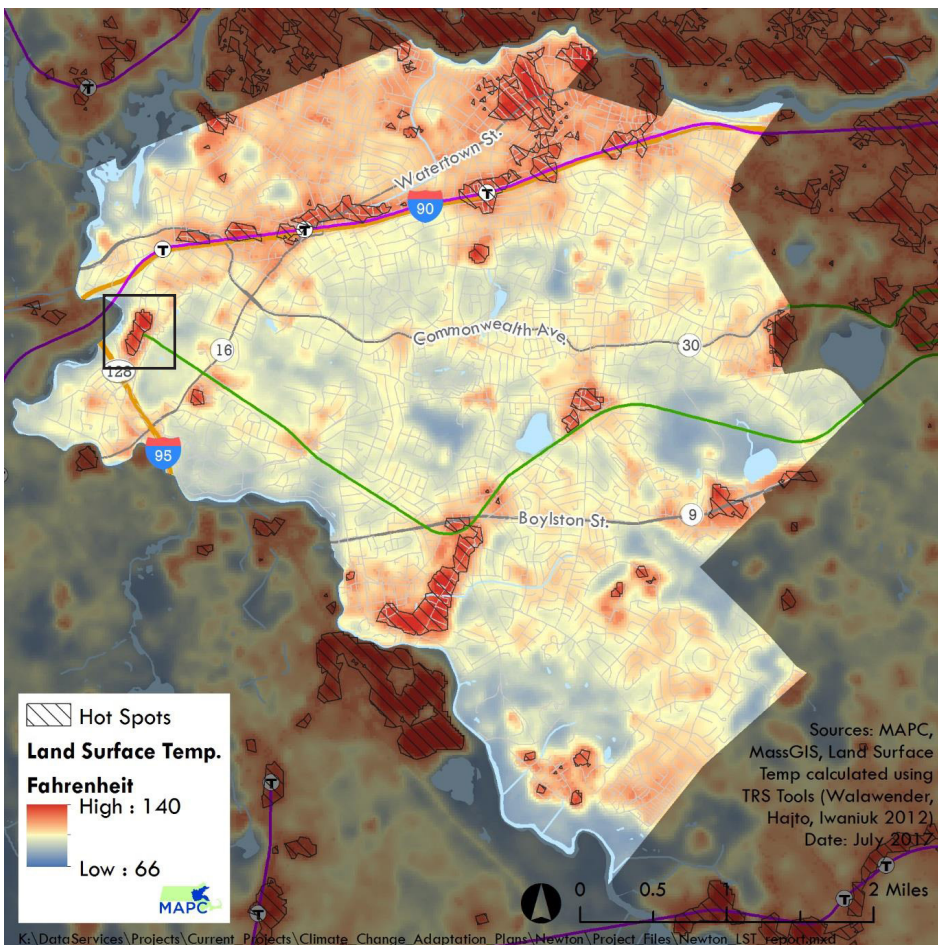 T
T
T
T
Watertown St.
90
Commonwealth Ave.
30
16
128
95
Boylston St.
9
Hot Spots
Land Surface Temp.
Fahrenheit
High : 140
Low : 66
MAPC
Sources: MAPC,
MassGIS, Land Surface
Temp calculated using
TRS Tools (Walawender,
Hajto, Iwaniuk 2012)
Date: July 2017
T
T
T
T
0 0.5 1 2 Miles
K:\DataServices\Projects\Current_Projects\Climate_Change_Adaptation_Plans\Newton\Project_Files\Newton_LST_report.mxd